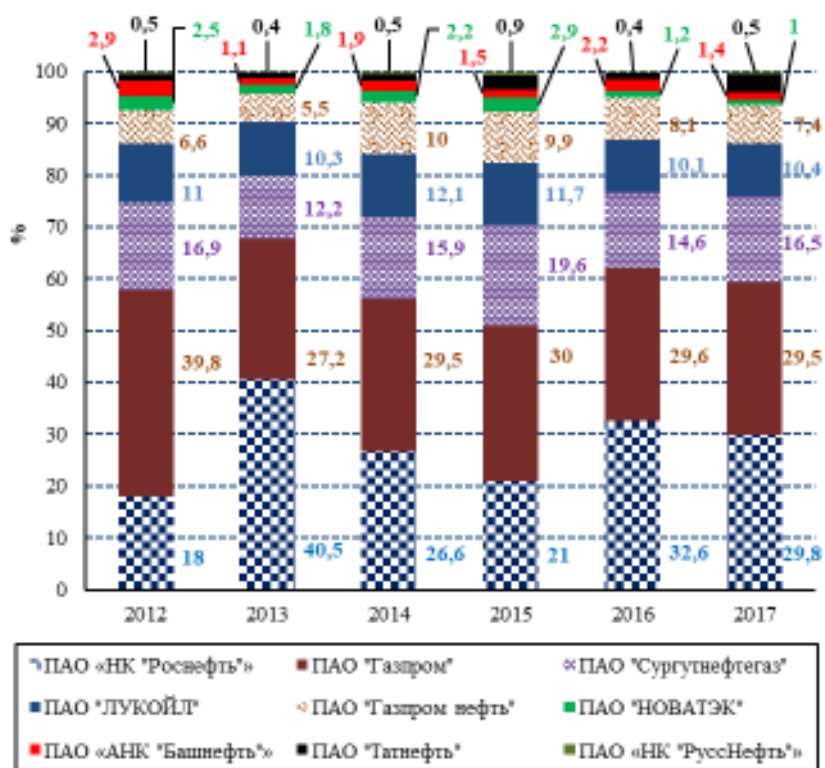 0,5 0,4 0,5 0,9 0,4 0,5
2,9 2,5 1,1 1,8 1,9 2,2 1,5 2,9 2,2 1,2 1,4 1
100
90
80
70
60
50
40
30
20
10
0
%
6,6 5,5 10 9,9 8,1 7,4
11 10,3 12,1 11,7 10,1 10,4
16,9 12,2 15,9 19,6 14,6 16,5
39,8 27,2 29,5 30 29,6 29,5
18 40,5 26,6 21 32,6 29,8
2012 2013 2014 2015 2016 2017
ПАО «НК "Роснефть"» ПАО "Газпром" ПАО "Сургутнефтегаз"
ПАО "ЛУКОЙЛ" ПАО "Газпром нефть" ПАО "НОВАТЭК"
ПАО «АНК "Башнефть"» ПАО "Татнефть" ПАО «НК "РуссНефть"»